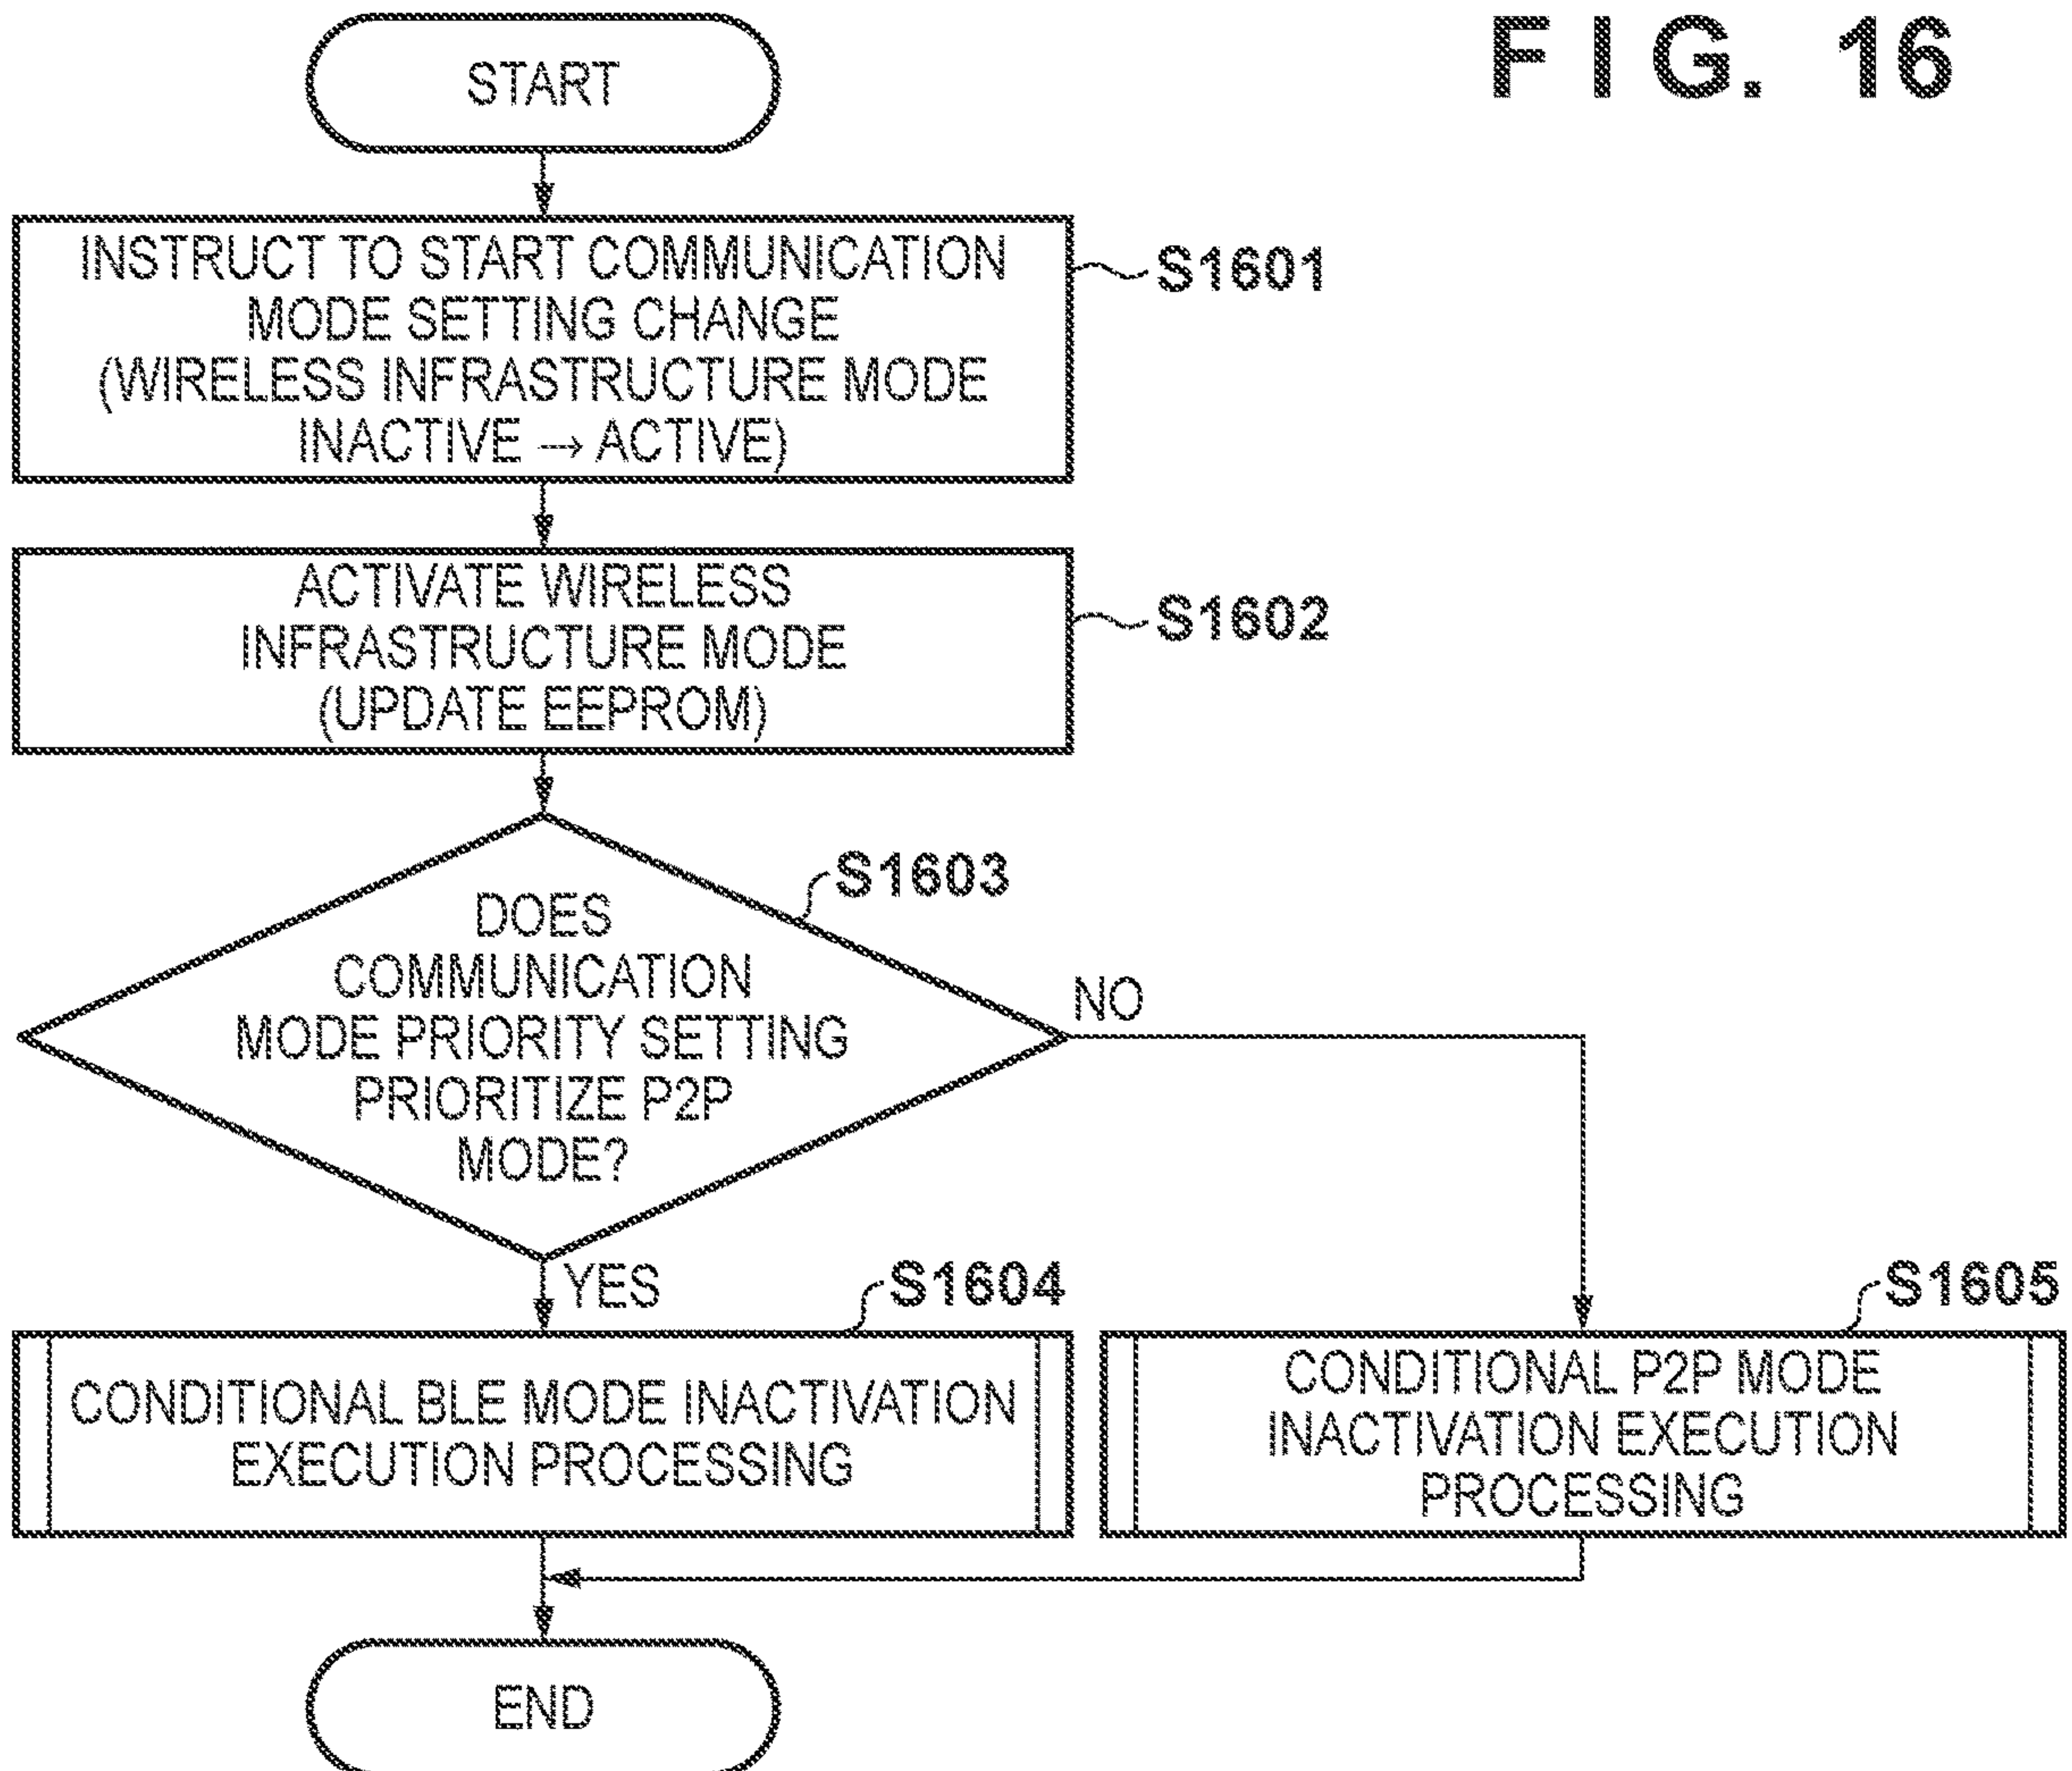 FIG. 16
START
INSTRUCT TO START COMMUNICATION
MODE SETTING CHANGE
(WIRELESS INFRASTRUCTURE MODE
INACTIVE → ACTIVE)
S1601
ACTIVATE WIRELESS
INFRASTRUCTURE MODE
(UPDATE EEPROM)
S1602
DOES
COMMUNICATION
MODE PRIORITY SETTING
PRIORITIZE P2P
MODE?
S1603
NO
YES
S1604
CONDITIONAL BLE MODE INACTIVATION
EXECUTION PROCESSING
S1605
CONDITIONAL P2P MODE
INACTIVATION EXECUTION
PROCESSING
END